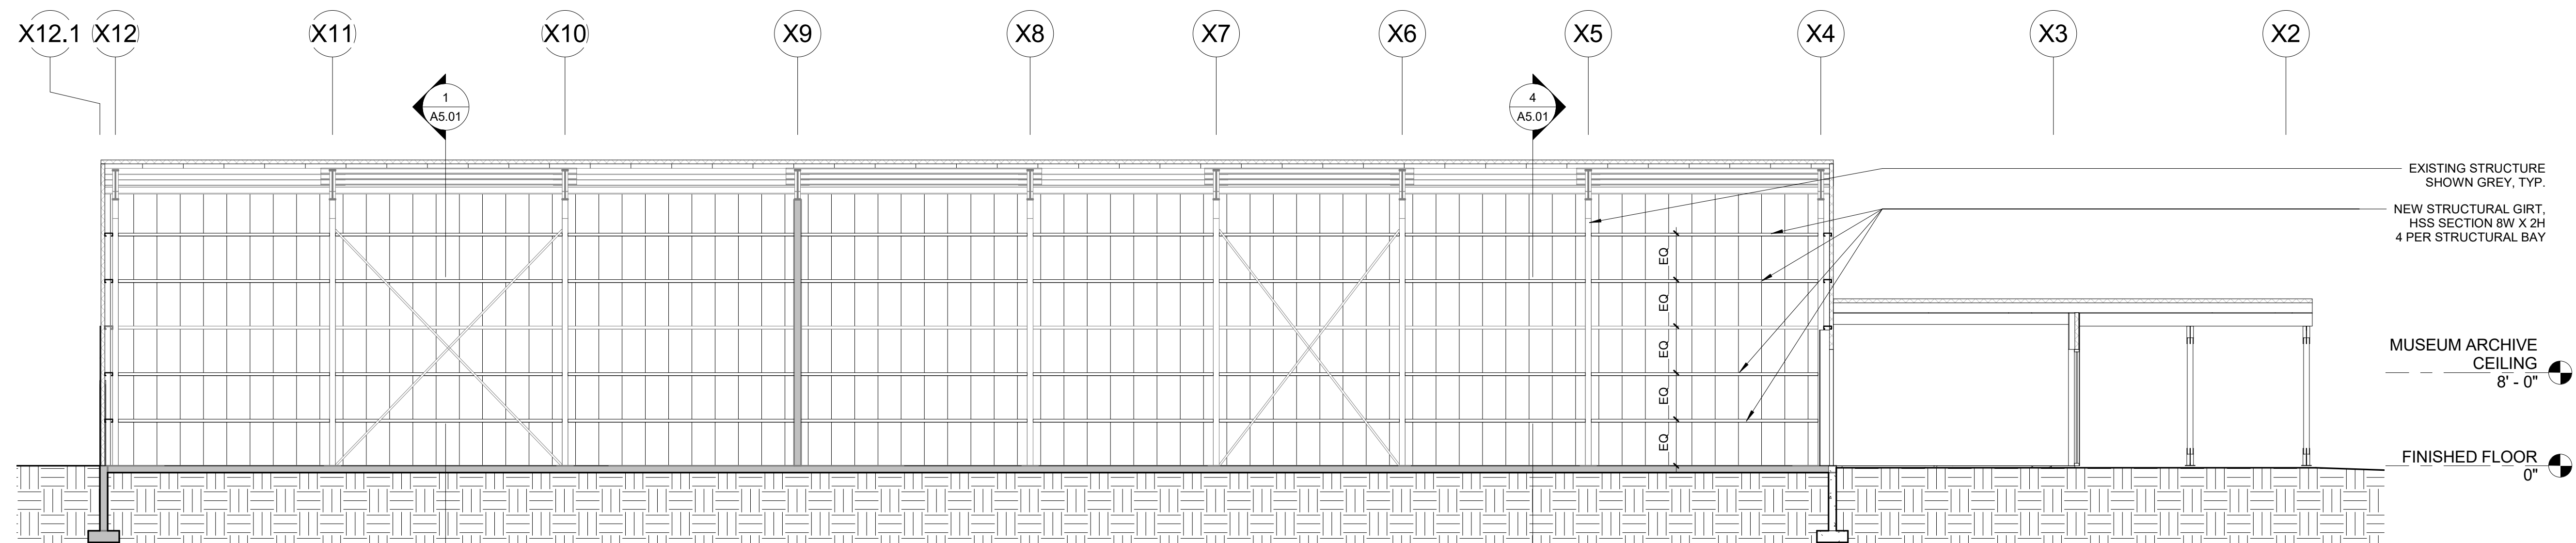 X12.1
X12
X11
X10
X9
X8
X7
X6
X5
X4
X3
X2
1
A5.01
4
A5.01
EXISTING STRUCTURE
SHOWN GREY, TYP.
NEW STRUCTURAL GIRT,
HSS SECTION 8W X 2H
4 PER STRUCTURAL BAY
EQ
EQ
EQ
EQ
EQ
MUSEUM ARCHIVE
CEILING
8' - 0"
FINISHED FLOOR
0"